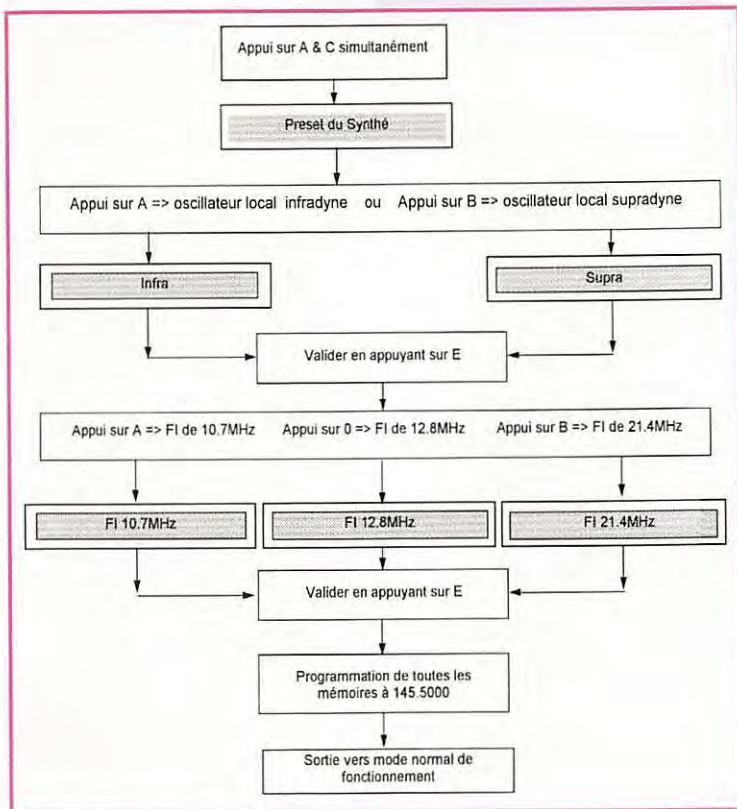 Appui sur A & C simultanément
Preset du Synthé
Appui sur A => oscillateur local infradyne ou Appui sur B => oscillateur local supradyne
Infra
Supra
Valider en appuyant sur E
Appui sur A => FI de 10.7MHz Appui sur 0 => FI de 12.8MHz Appui sur B => FI de 21.4MHz
FI 10.7MHz
FI 12.8MHz
FI 21.4MHz
Valider en appuyant sur E
Programmation de toutes les
mémoires à 145.5000
Sortie vers mode normal de
fonctionnement